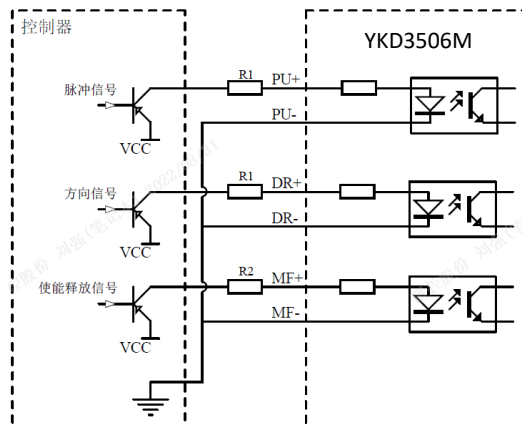 控制器
YKD3506M
脉冲信号
R1
PU+
PU-
VCC
方向信号
R1
DR+
DR-
VCC
使能释放信号
R2
MF+
MF-
VCC